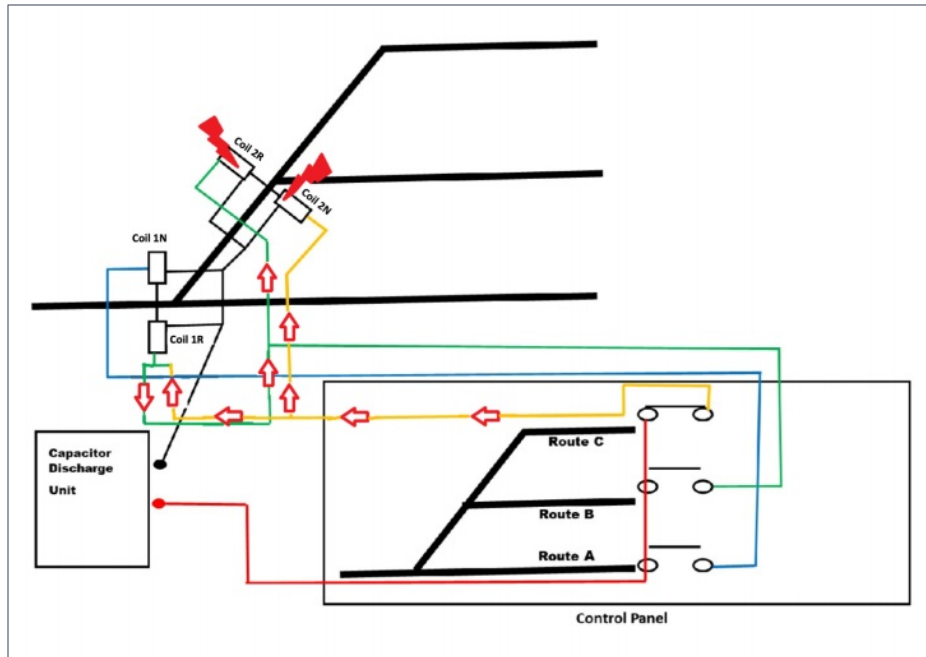 Coil 2R
Coil 2N
Coil 1N
Coil 1R
Capacitor
Discharge
Unit
Route C
Route B
Route A
Control Panel